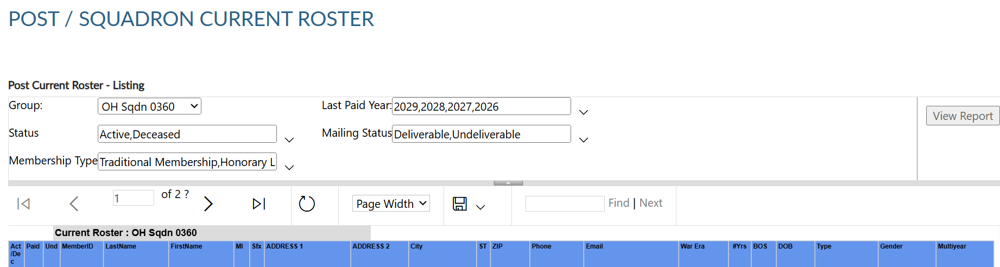 POST / SQUADRON CURRENT ROSTER
Post Current Roster - Listing
Group: OH Sqdn 0360 Last Paid Year: 2029,2028,2027,2026 View Report
Status Active,Deceased Mailing Status Deliverable,Undeliverable
Membership Type Traditional Membership,Honorary L
1 of 2 ? Page Width Find | Next
Current Roster : OH Sqdn 0360
Act/Dec Paid Und MemberID LastName FirstName MI Sfx ADDRESS 1 ADDRESS 2 City ST ZIP Phone Email War Era #Yrs BOS DOB Type Gender Multiyear